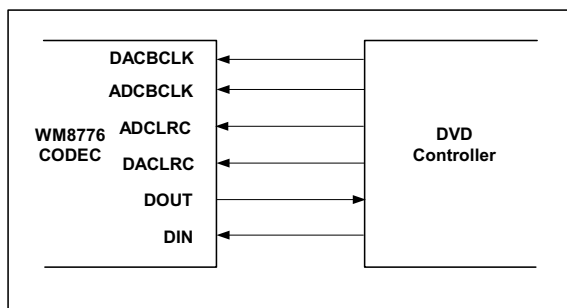 DACBCLK
ADCBCLK
WM8776
CODEC
ADCLRC
DACLRC
DOUT
DIN
DVD
Controller